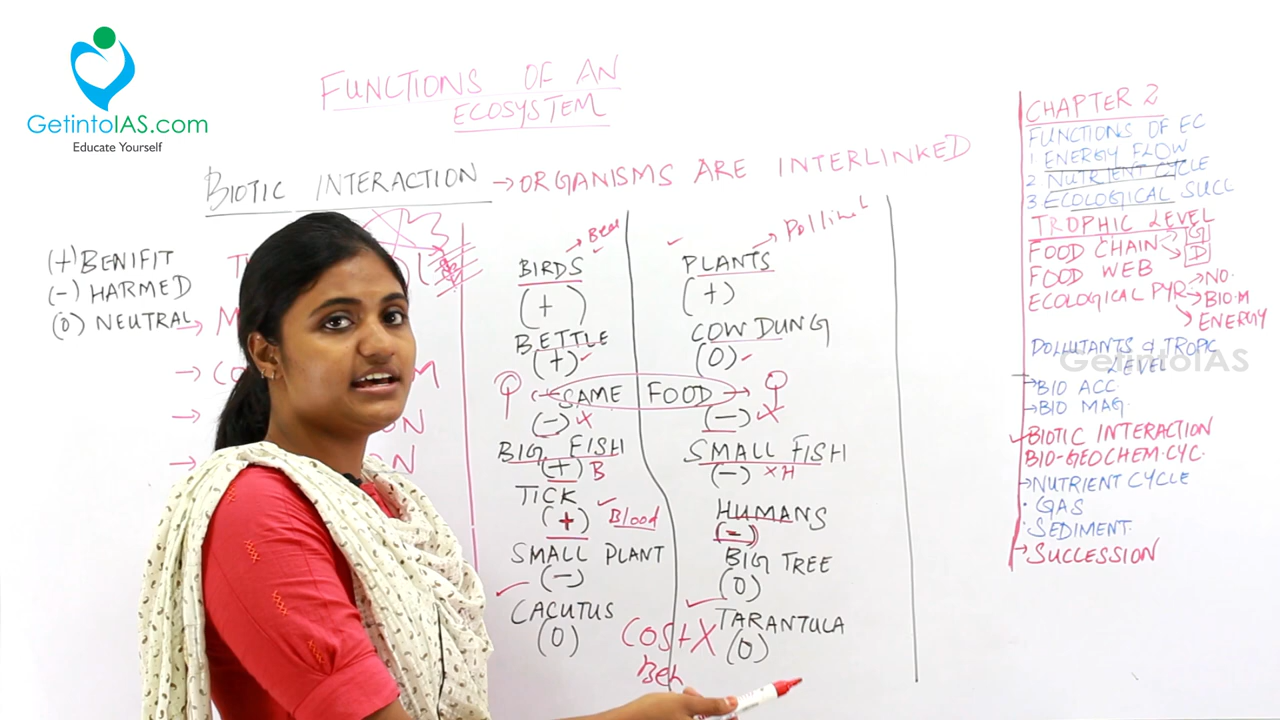 GetintoIAS.com
Educate Yourself
FUNCTIONS OF AN
ECOSYSTEM
BIOTIC INTERACTION → ORGANISMS ARE INTERLINKED
(+) BENIFIT
(-) HARMED
(0) NEUTRAL
BIRDS
(+)
BETTLE
(+)
SAME FOOD
(-) X
BIG FISH
(+) B
TICK
(+) Blood
SMALL PLANT
(-)
CACUTUS
(0)
PLANTS
(+)
COW DUNG
(0)
(-) X
SMALL FISH
(-) XH
HUMANS
(-)
BIG TREE
(0)
TARANTULA
(0)
COST X
CHAPTER 2
FUNCTIONS OF EC
1 ENERGY FLOW
2 NUTRIENT CYCLE
3 ECOLOGICAL SUCC
TROPHIC LEVEL
FOOD CHAIN G
D
FOOD WEB
ECOLOGICAL PYR → NO.
→ BIO.M
→ ENERGY
POLLUTANTS & TROPIC
LEVEL
GetintoIAS
→ BIO ACC
→ BIO MAG.
BIOTIC INTERACTION
BIO-GEOCHEM.CYC.
→ NUTRIENT CYCLE
· GAS
· SEDIMENT.
→ SUCCESSION